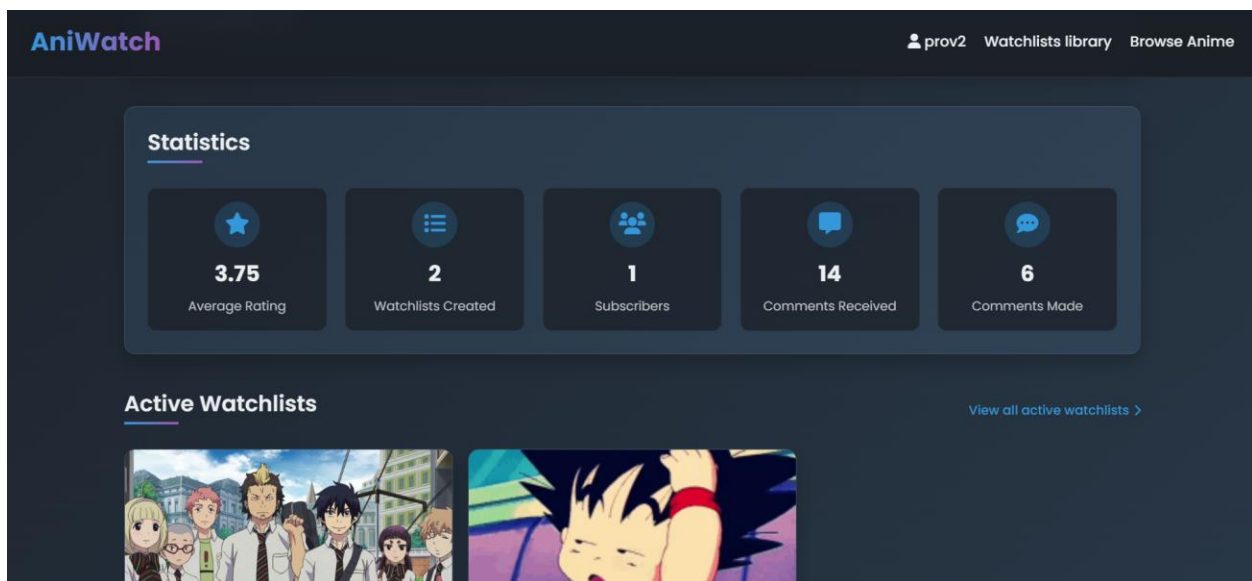 AniWatch
prov2 Watchlists library Browse Anime
Statistics
3.75
Average Rating
2
Watchlists Created
1
Subscribers
14
Comments Received
6
Comments Made
Active Watchlists
View all active watchlists